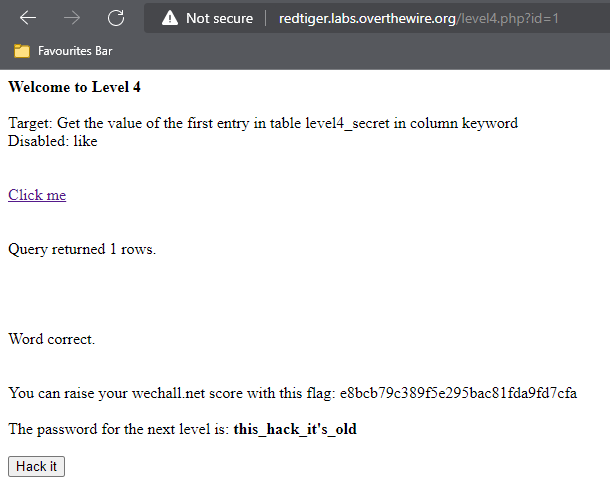 Not secure
redtiger.labs.overthewire.org/level4.php?id=1
Favourites Bar
Welcome to Level 4
Target: Get the value of the first entry in table level4_secret in column keyword
Disabled: like
Click me
Query returned 1 rows.
Word correct.
You can raise your wechall.net score with this flag: e8bcb79c389f5e295bac81fda9fd7cfa
The password for the next level is: this_hack_it's_old
Hack it